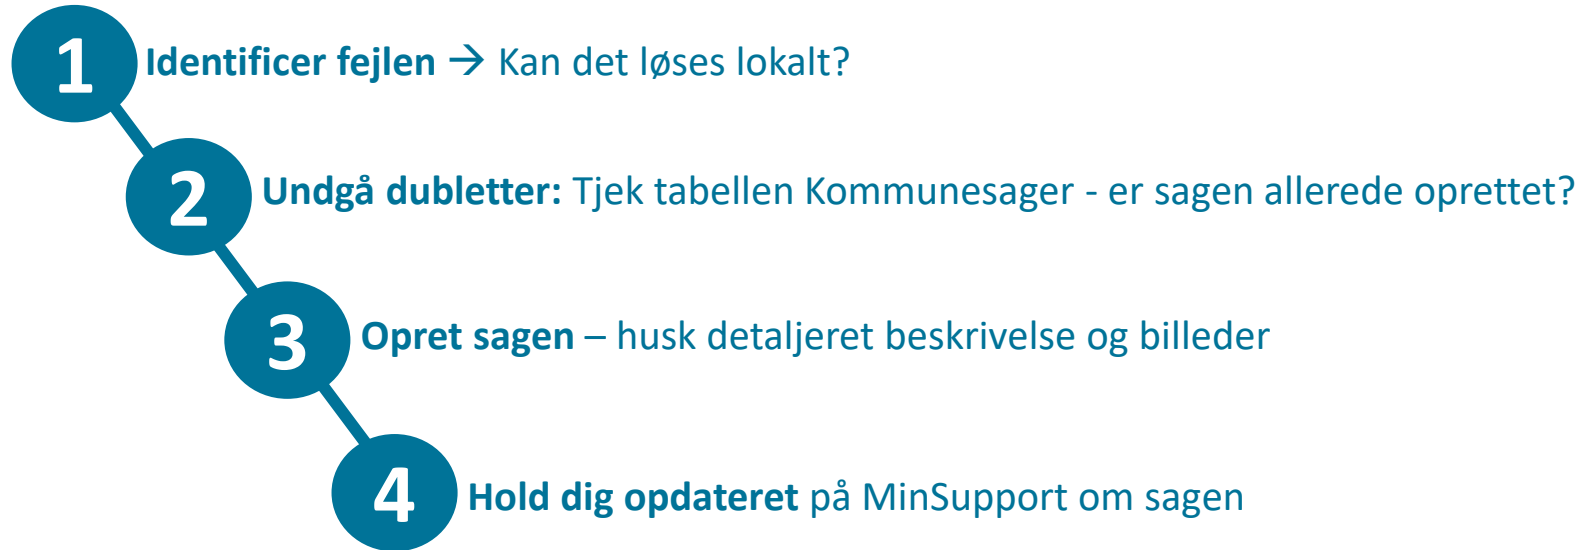 1 Identificer fejlen → Kan det løses lokalt?
2 Undgå dubletter: Tjek tabellen Kommunesager - er sagen allerede oprettet?
3 Opret sagen – husk detaljeret beskrivelse og billeder
4 Hold dig opdateret på MinSupport om sagen